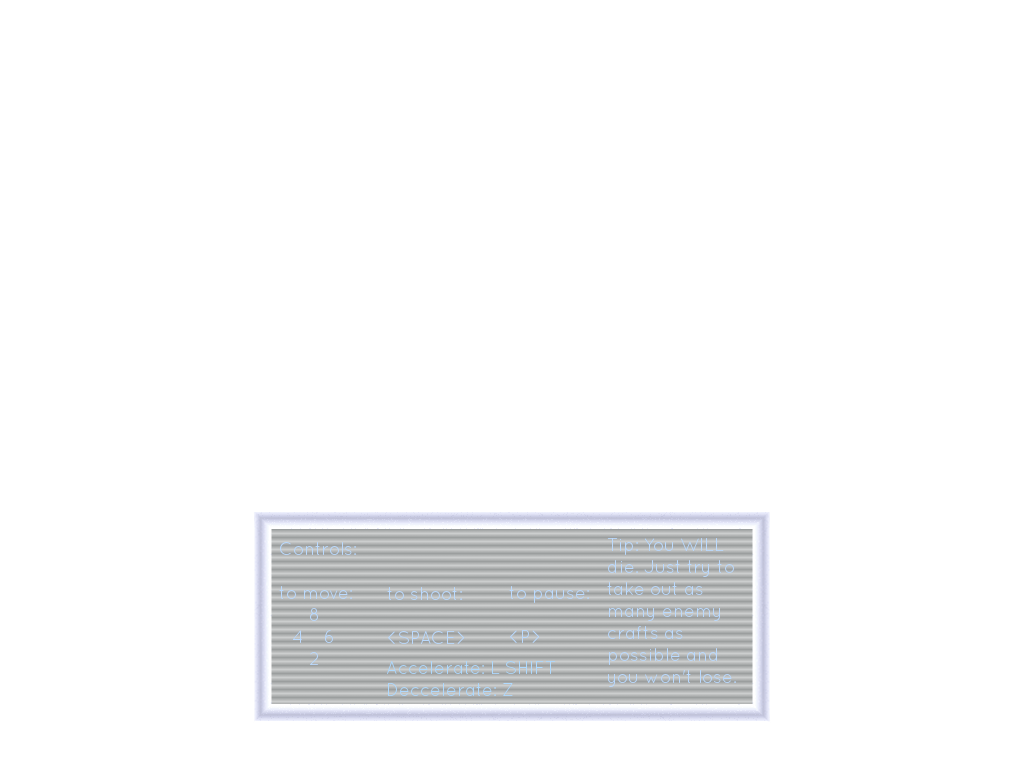 Controls:
to move:
8
4 6
2
to shoot:
<SPACE>
to pause:
<P>
Accelerate: L SHIFT
Deccelerate: Z
Tip: You WILL
die. Just try to
take out as
many enemy
crafts as
possible and
you won't lose.